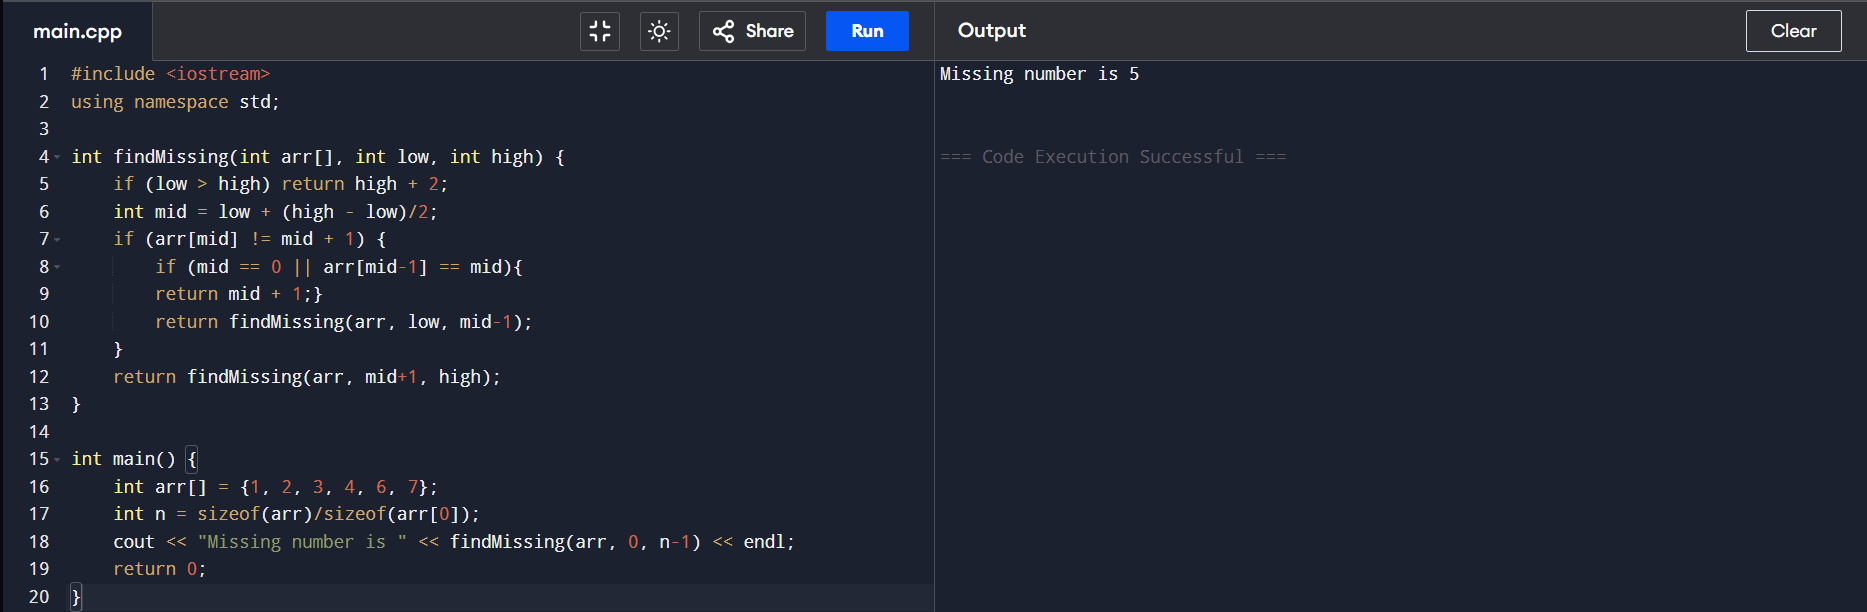 main.cpp
Share
Run
Output
Clear
1 #include <iostream>
2 using namespace std;
3
4 int findMissing(int arr[], int low, int high) {
5     if (low > high) return high + 2;
6     int mid = low + (high - low)/2;
7     if (arr[mid] != mid + 1) {
8         if (mid == 0 || arr[mid-1] == mid){
9         return mid + 1;}
10         return findMissing(arr, low, mid-1);
11     }
12     return findMissing(arr, mid+1, high);
13 }
14
15 int main() {
16     int arr[] = {1, 2, 3, 4, 6, 7};
17     int n = sizeof(arr)/sizeof(arr[0]);
18     cout << "Missing number is " << findMissing(arr, 0, n-1) << endl;
19     return 0;
20 }
Missing number is 5
=== Code Execution Successful ===